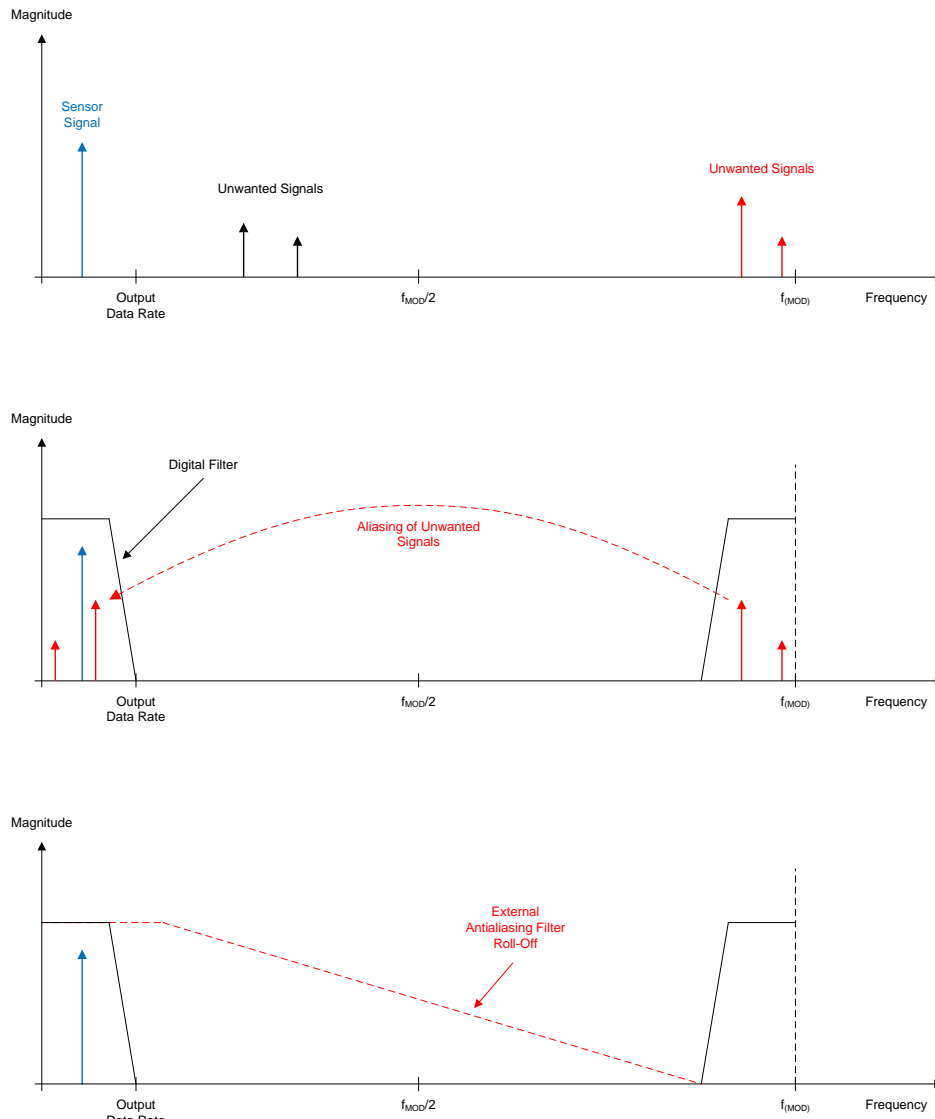 Magnitude
Sensor
Signal
Unwanted Signals
Unwanted Signals
Output
Data Rate
fMOD/2
f(MOD)
Frequency
Magnitude
Digital Filter
Aliasing of Unwanted
Signals
Output
Data Rate
fMOD/2
f(MOD)
Frequency
Magnitude
External
Antialiasing Filter
Roll-Off
Output
Data Rate
fMOD/2
f(MOD)
Frequency